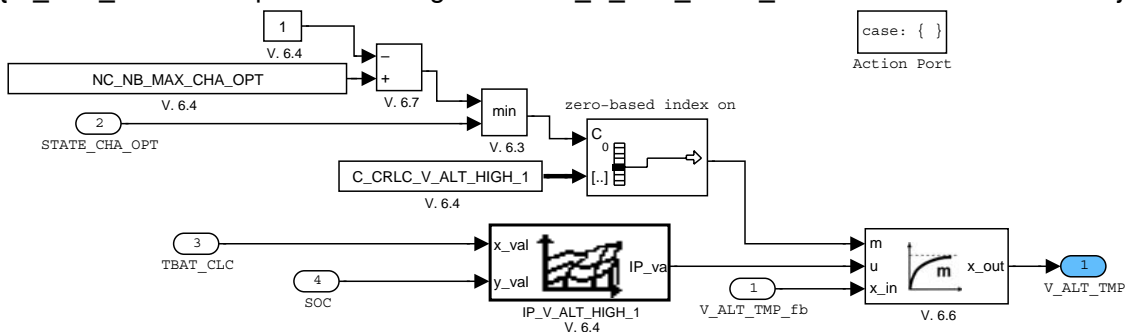 1
V. 6.4
NC_NB_MAX_CHA_OPT
V. 6.4
–
+
V. 6.7
case: { }
Action Port
2
STATE_CHA_OPT
min
V. 6.3
zero-based index on
C
0
[..]
C_CRLC_V_ALT_HIGH_1
V. 6.4
3
TBAT_CLC
4
SOC
x_val
y_val
IP_va
IP_V_ALT_HIGH_1
V. 6.4
1
V_ALT_TMP_fb
m
u
x_in
m
x_out
V. 6.6
1
V_ALT_TMP